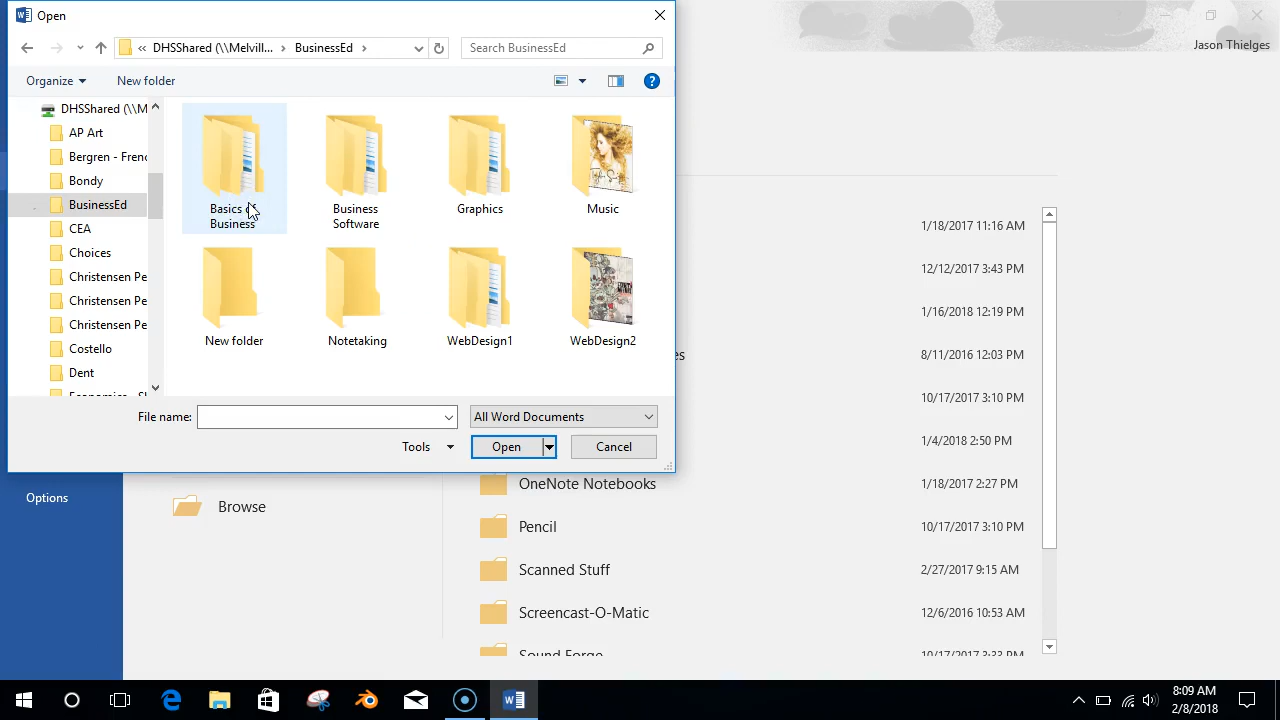 Open
« DHSShared (\\Melvill... > BusinessEd >
Search BusinessEd
Jason Thielges
Organize
New folder
DHSShared (\\M
AP Art
Bergren - Frenc
Bondy
BusinessEd
CEA
Choices
Christensen Pe
Christensen Pe
Christensen Pe
Costello
Dent
Basics
Business
Business
Software
Graphics
Music
New folder
Notetaking
WebDesign1
WebDesign2
File name:
All Word Documents
Tools
Open
Cancel
1/18/2017 11:16 AM
12/12/2017 3:43 PM
1/16/2018 12:19 PM
es
8/11/2016 12:03 PM
10/17/2017 3:10 PM
1/4/2018 2:50 PM
Options
Browse
OneNote Notebooks
1/18/2017 2:27 PM
Pencil
10/17/2017 3:10 PM
Scanned Stuff
2/27/2017 9:15 AM
Screencast-O-Matic
12/6/2016 10:53 AM
Sound Forge
10/17/2017 3:33 PM
8:09 AM
2/8/2018